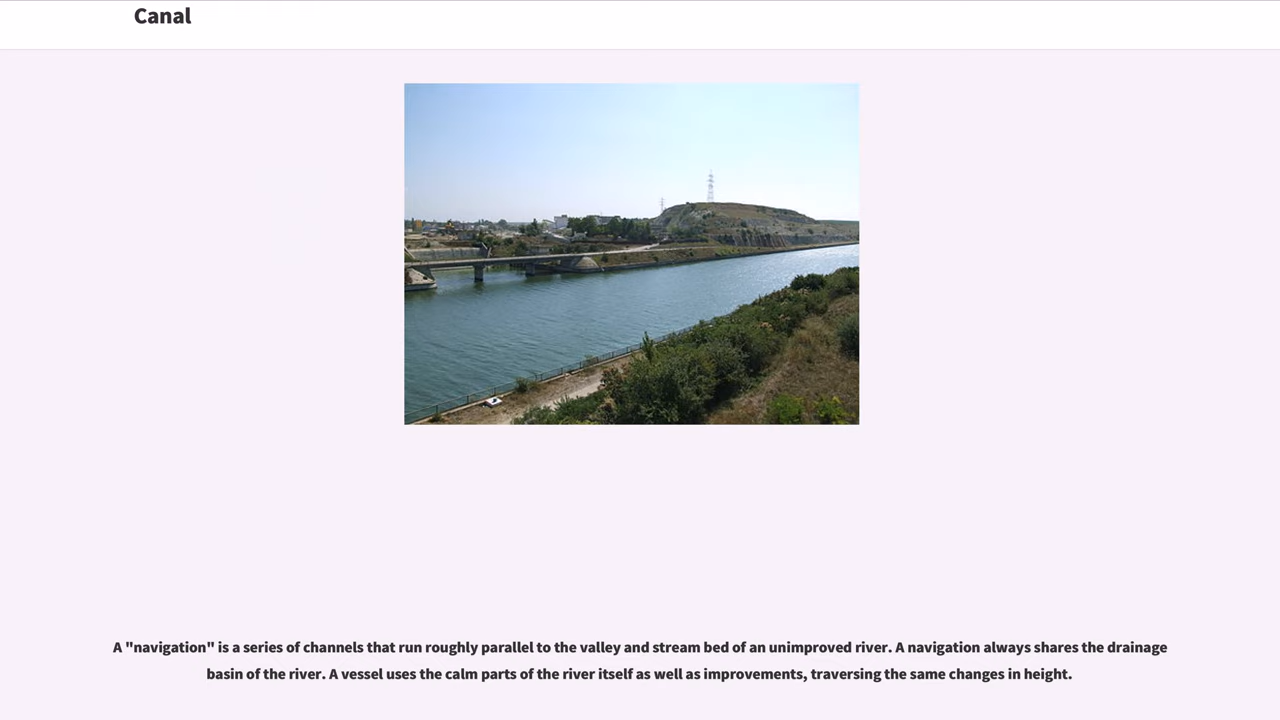 Canal
A "navigation" is a series of channels that run roughly parallel to the valley and stream bed of an unimproved river. A navigation always shares the drainage
basin of the river. A vessel uses the calm parts of the river itself as well as improvements, traversing the same changes in height.